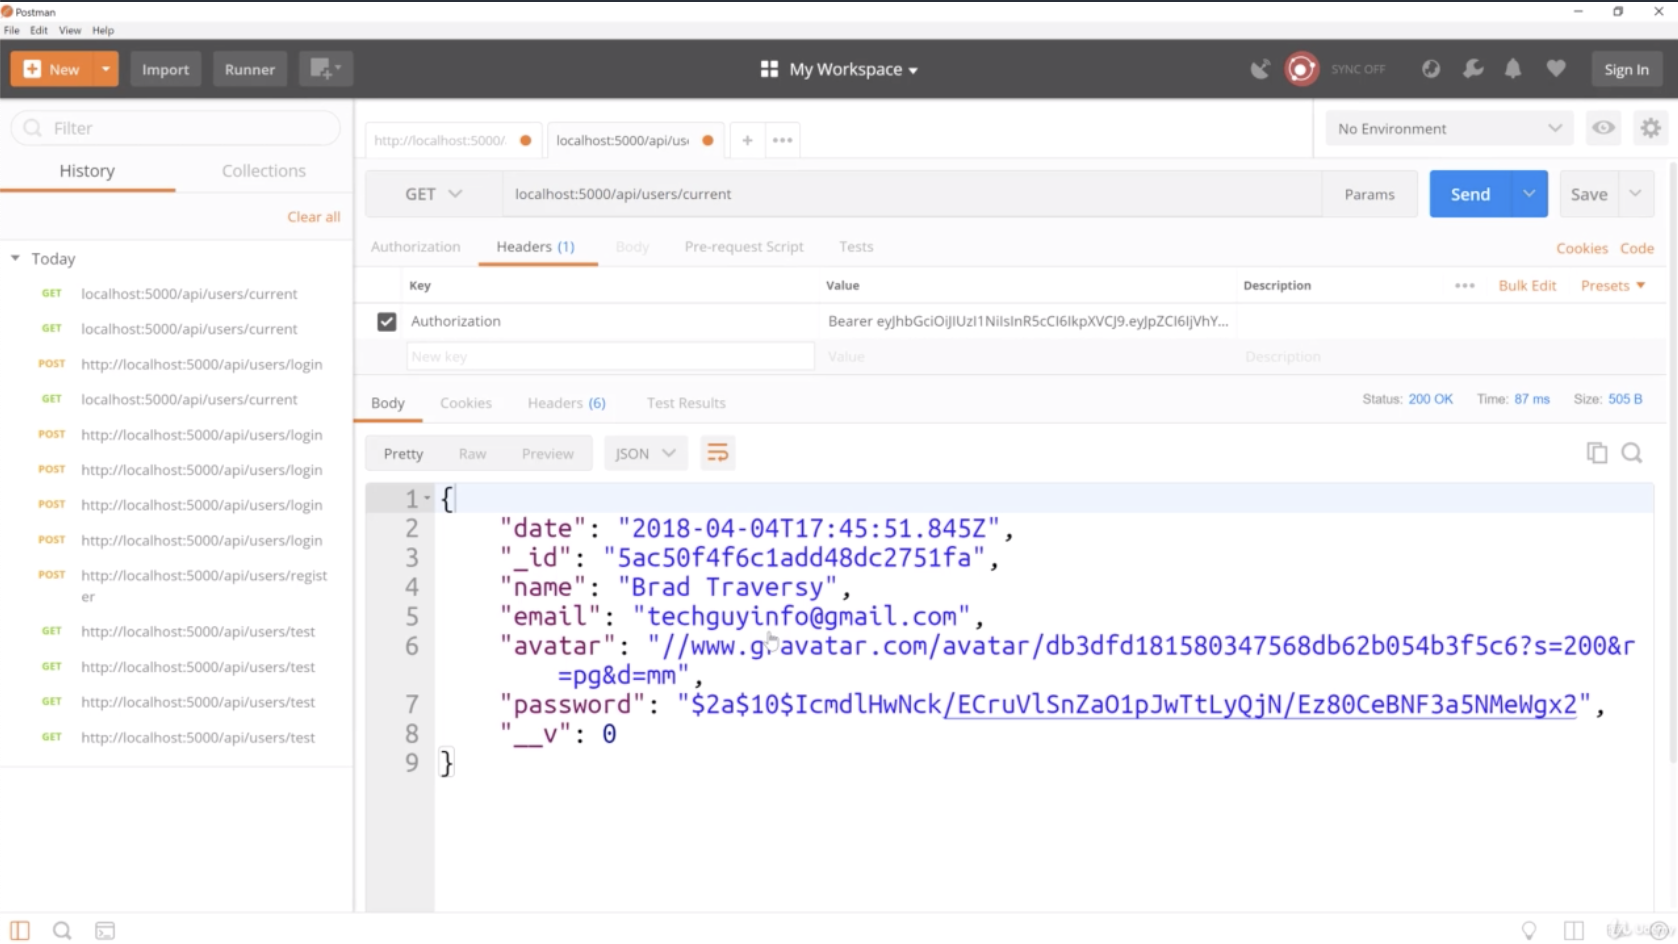 Postman
File Edit View Help
New Import Runner My Workspace SYNC OFF Sign In
Filter
History Collections
Clear all
Today
GET localhost:5000/api/users/current
GET localhost:5000/api/users/current
POST http://localhost:5000/api/users/login
GET localhost:5000/api/users/current
POST http://localhost:5000/api/users/login
POST http://localhost:5000/api/users/login
POST http://localhost:5000/api/users/login
POST http://localhost:5000/api/users/login
POST http://localhost:5000/api/users/regist
er
GET http://localhost:5000/api/users/test
GET http://localhost:5000/api/users/test
GET http://localhost:5000/api/users/test
GET http://localhost:5000/api/users/test
http://localhost:5000/ localhost:5000/api/us + ••• No Environment
GET localhost:5000/api/users/current Params Send Save
Authorization Headers (1) Body Pre-request Script Tests Cookies Code
Key Value Description ••• Bulk Edit Presets
Authorization Bearer eyJhbGciOiJIUzI1NiIsInR5cCI6IkpXVCJ9.eyJpZCI6IjVhY...
New key Value Description
Body Cookies Headers (6) Test Results Status: 200 OK Time: 87 ms Size: 505 B
Pretty Raw Preview JSON
1 {
2 "date": "2018-04-04T17:45:51.845Z",
3 "_id": "5ac50f4f6c1add48dc2751fa",
4 "name": "Brad Traversy",
5 "email": "techguyinfo@gmail.com",
6 "avatar": "//www.gravatar.com/avatar/db3dfd181580347568db62b054b3f5c6?s=200&r
=pg&d=mm",
7 "password": "$2a$10$IcmdlHwNck/ECruVlSnZaO1pJwTtLyQjN/Ez80CeBNF3a5NMeWgx2",
8 "__v": 0
9 }